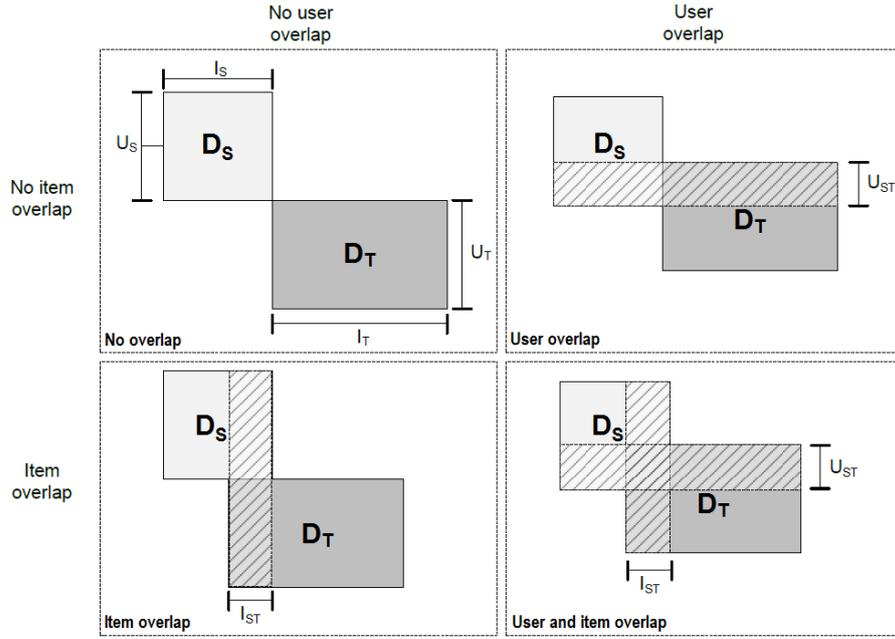 No user
overlap
User
overlap
No item
overlap
I_S
U_S
D_S
D_T
U_T
I_T
No overlap
D_S
U_ST
D_T
User overlap
Item
overlap
D_S
D_T
I_ST
Item overlap
D_S
U_ST
D_T
I_ST
User and item overlap